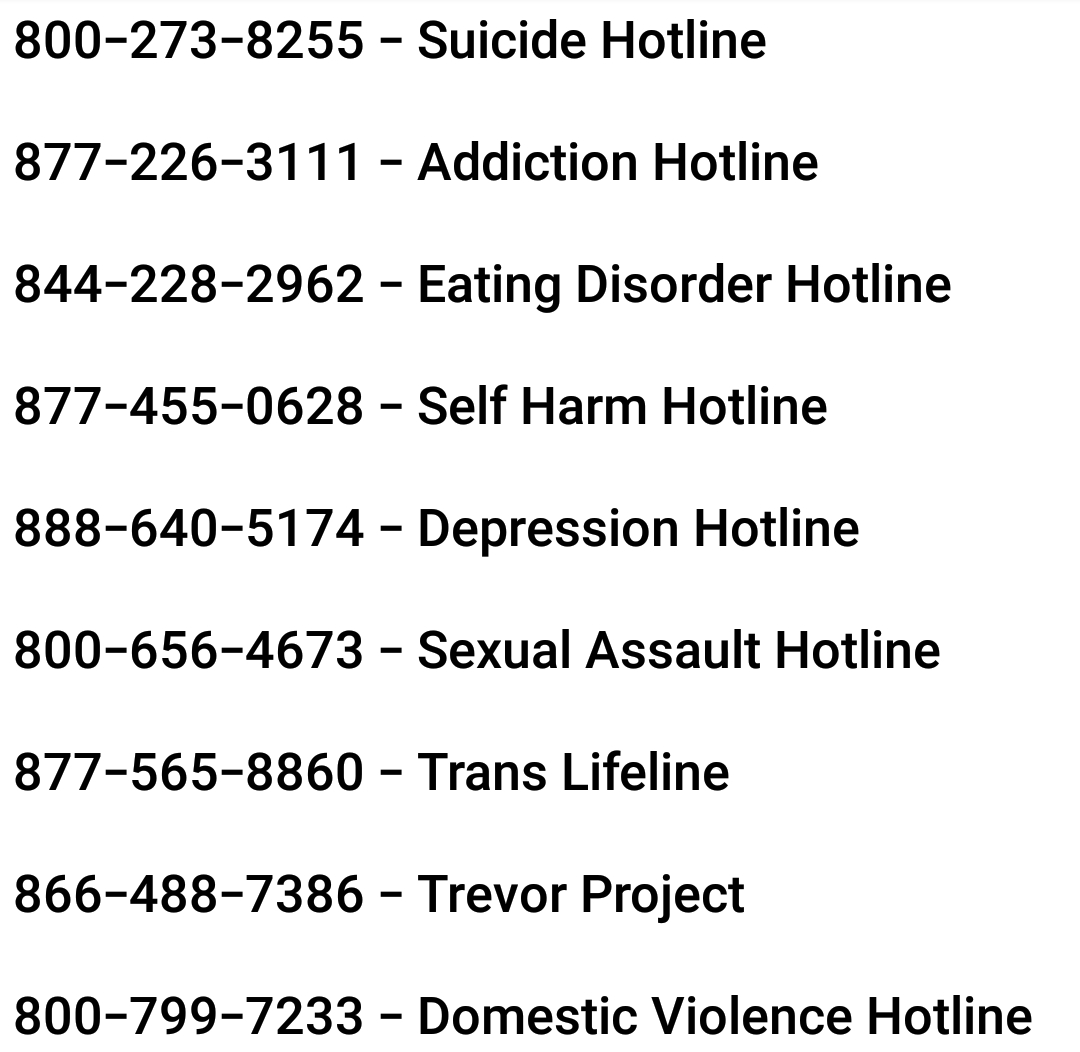 800-273-8255 - Suicide Hotline
877-226-3111 - Addiction Hotline
844-228-2962 - Eating Disorder Hotline
877-455-0628 - Self Harm Hotline
888-640-5174 - Depression Hotline
800-656-4673 - Sexual Assault Hotline
877-565-8860 - Trans Lifeline
866-488-7386 - Trevor Project
800-799-7233 - Domestic Violence Hotline